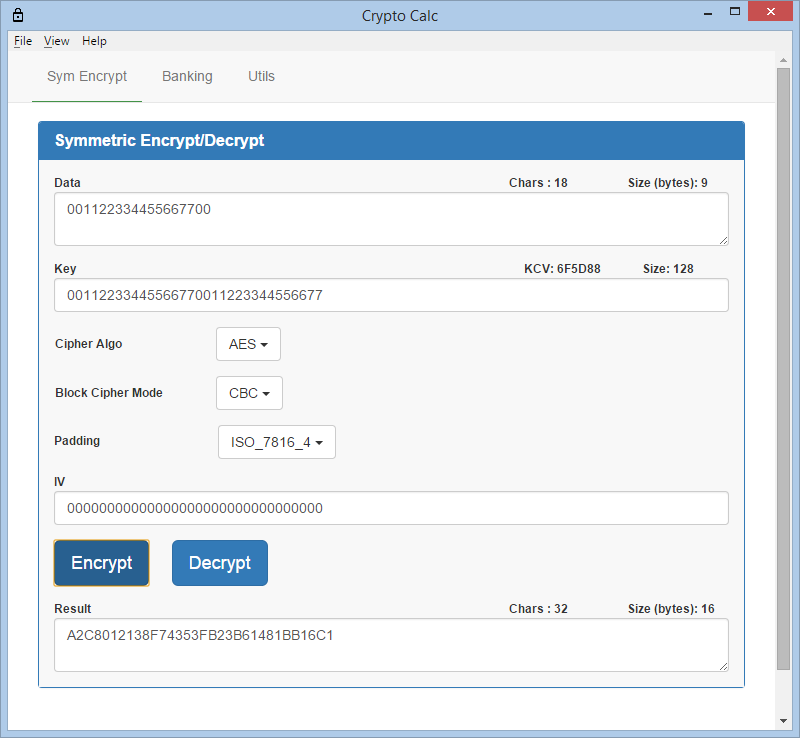 Crypto Calc
File View Help
Sym Encrypt Banking Utils
Symmetric Encrypt/Decrypt
Data Chars : 18 Size (bytes): 9
001122334455667700
Key KCV: 6F5D88 Size: 128
00112233445566770011223344556677
Cipher Algo AES
Block Cipher Mode CBC
Padding ISO_7816_4
IV
00000000000000000000000000000000
Encrypt Decrypt
Result Chars : 32 Size (bytes): 16
A2C8012138F74353FB23B61481BB16C1